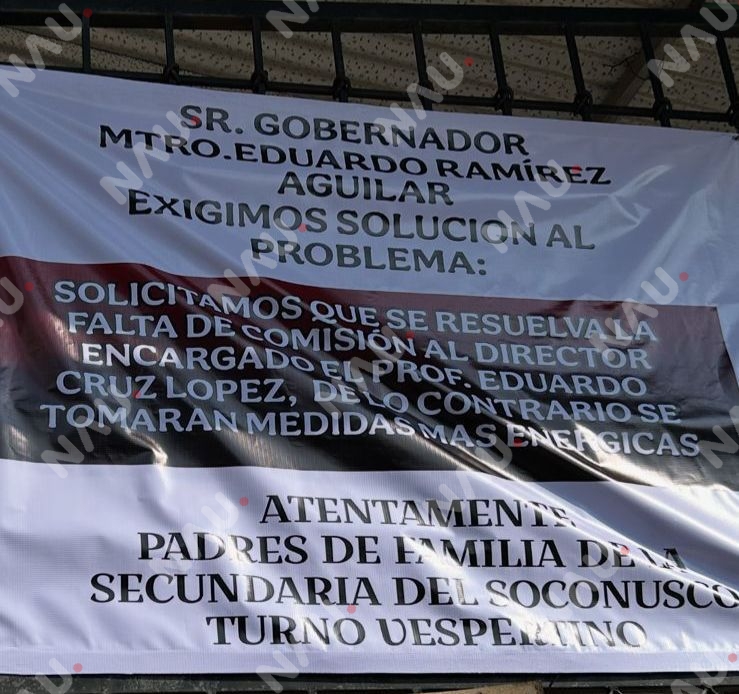 SR. GOBERNADOR
MTRO.EDUARDO RAMÍREZ
AGUILAR
EXIGIMOS SOLUCION AL
PROBLEMA:
SOLICITAMOS QUE SE RESUELVA LA
FALTA DE COMISIÓN AL DIRECTOR
ENCARGADO EL PROF. EDUARDO
CRUZ LOPEZ, DE LO CONTRARIO SE
TOMARAN MEDIDAS MAS ENERGICAS
ATENTAMENTE
PADRES DE FAMILIA DE LA
SECUNDARIA DEL SOCONUSCO
TURNO VESPERTINO
NAU.